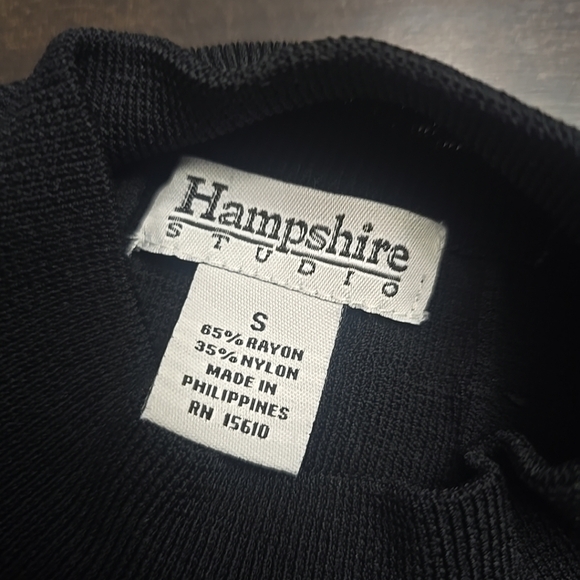 Hampshire
STUDIO
S
65% RAYON
35% NYLON
MADE IN
PHILIPPINES
RN 15610